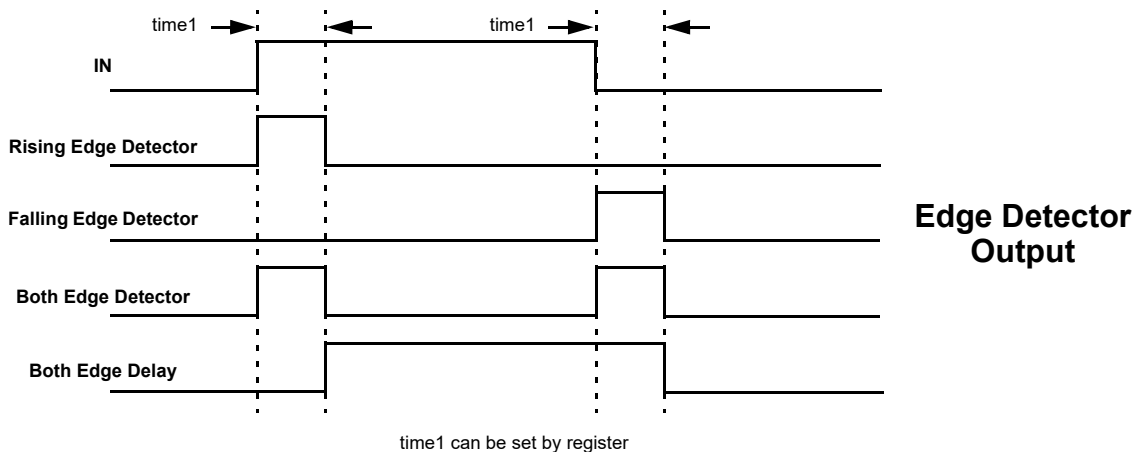 time1
time1
IN
Rising Edge Detector
Falling Edge Detector
Edge Detector
Output
Both Edge Detector
Both Edge Delay
time1 can be set by register